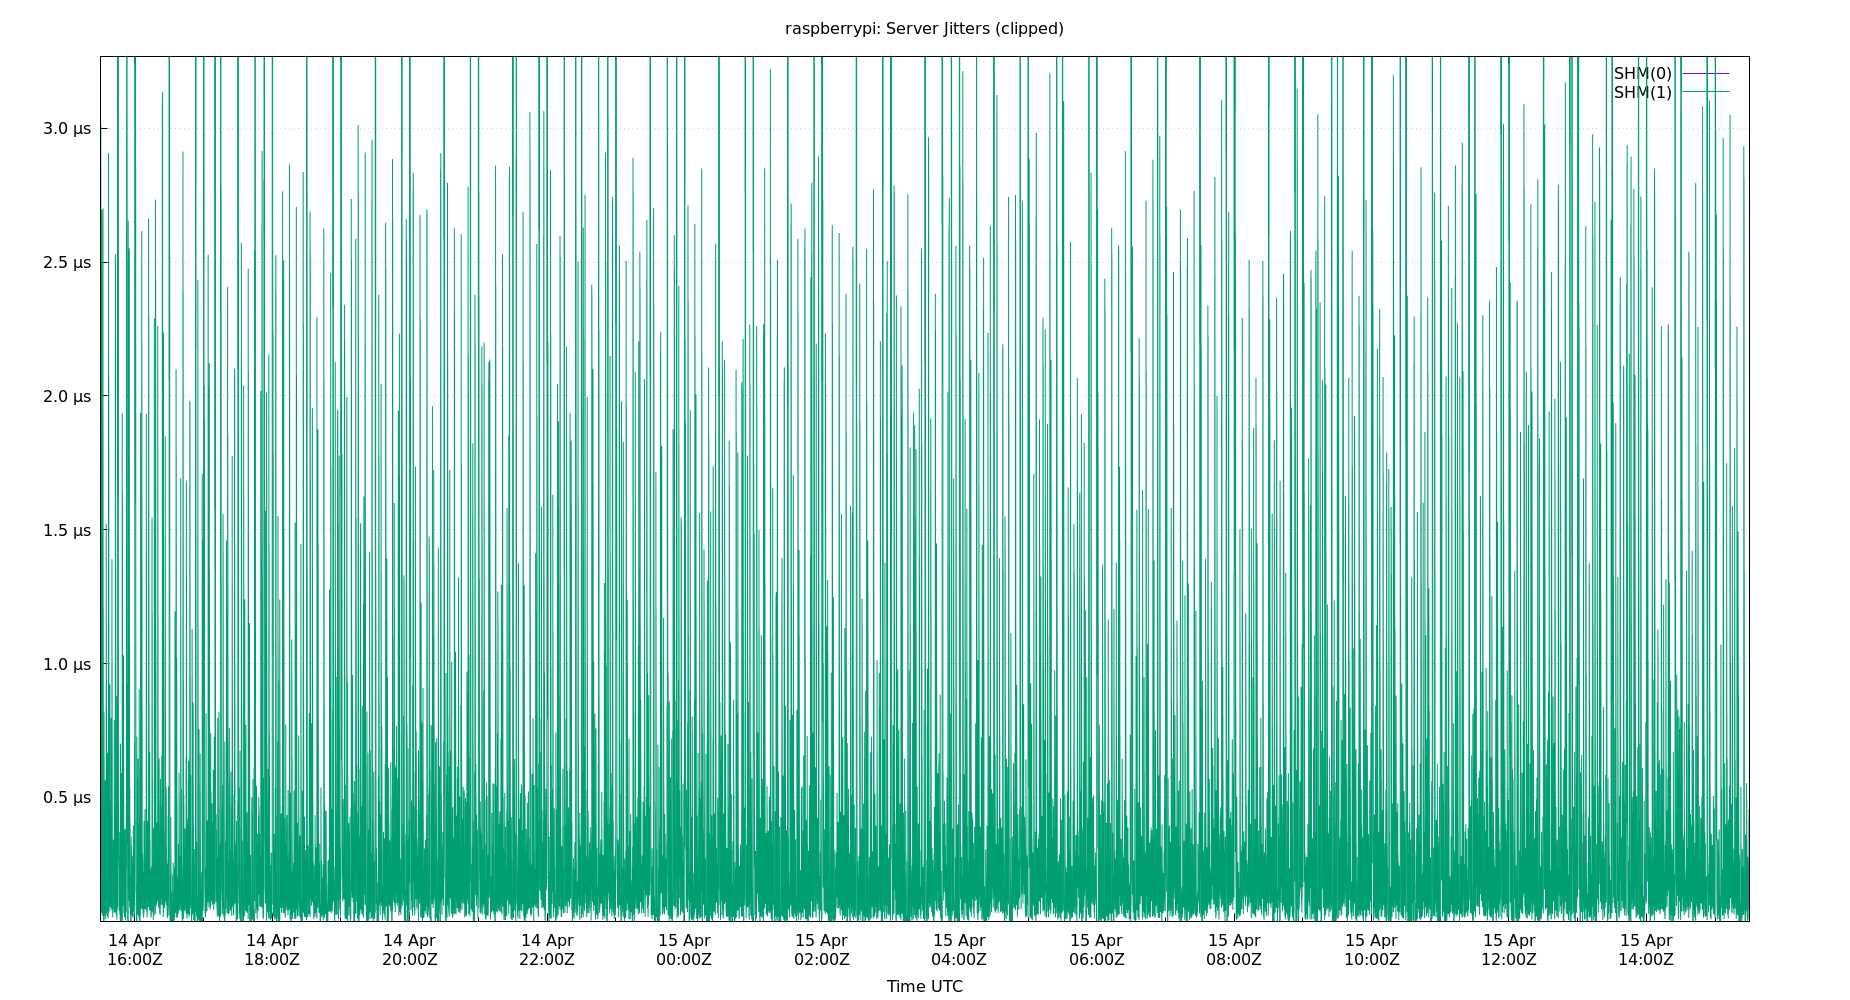 raspberrypi: Server Jitters (clipped)
SHM(0)
SHM(1)
3.0 µs
2.5 µs
2.0 µs
1.5 µs
1.0 µs
0.5 µs
14 Apr 14 Apr 14 Apr 14 Apr 15 Apr 15 Apr 15 Apr 15 Apr 15 Apr 15 Apr 15 Apr 15 Apr
16:00Z 18:00Z 20:00Z 22:00Z 00:00Z 02:00Z 04:00Z 06:00Z 08:00Z 10:00Z 12:00Z 14:00Z
Time UTC